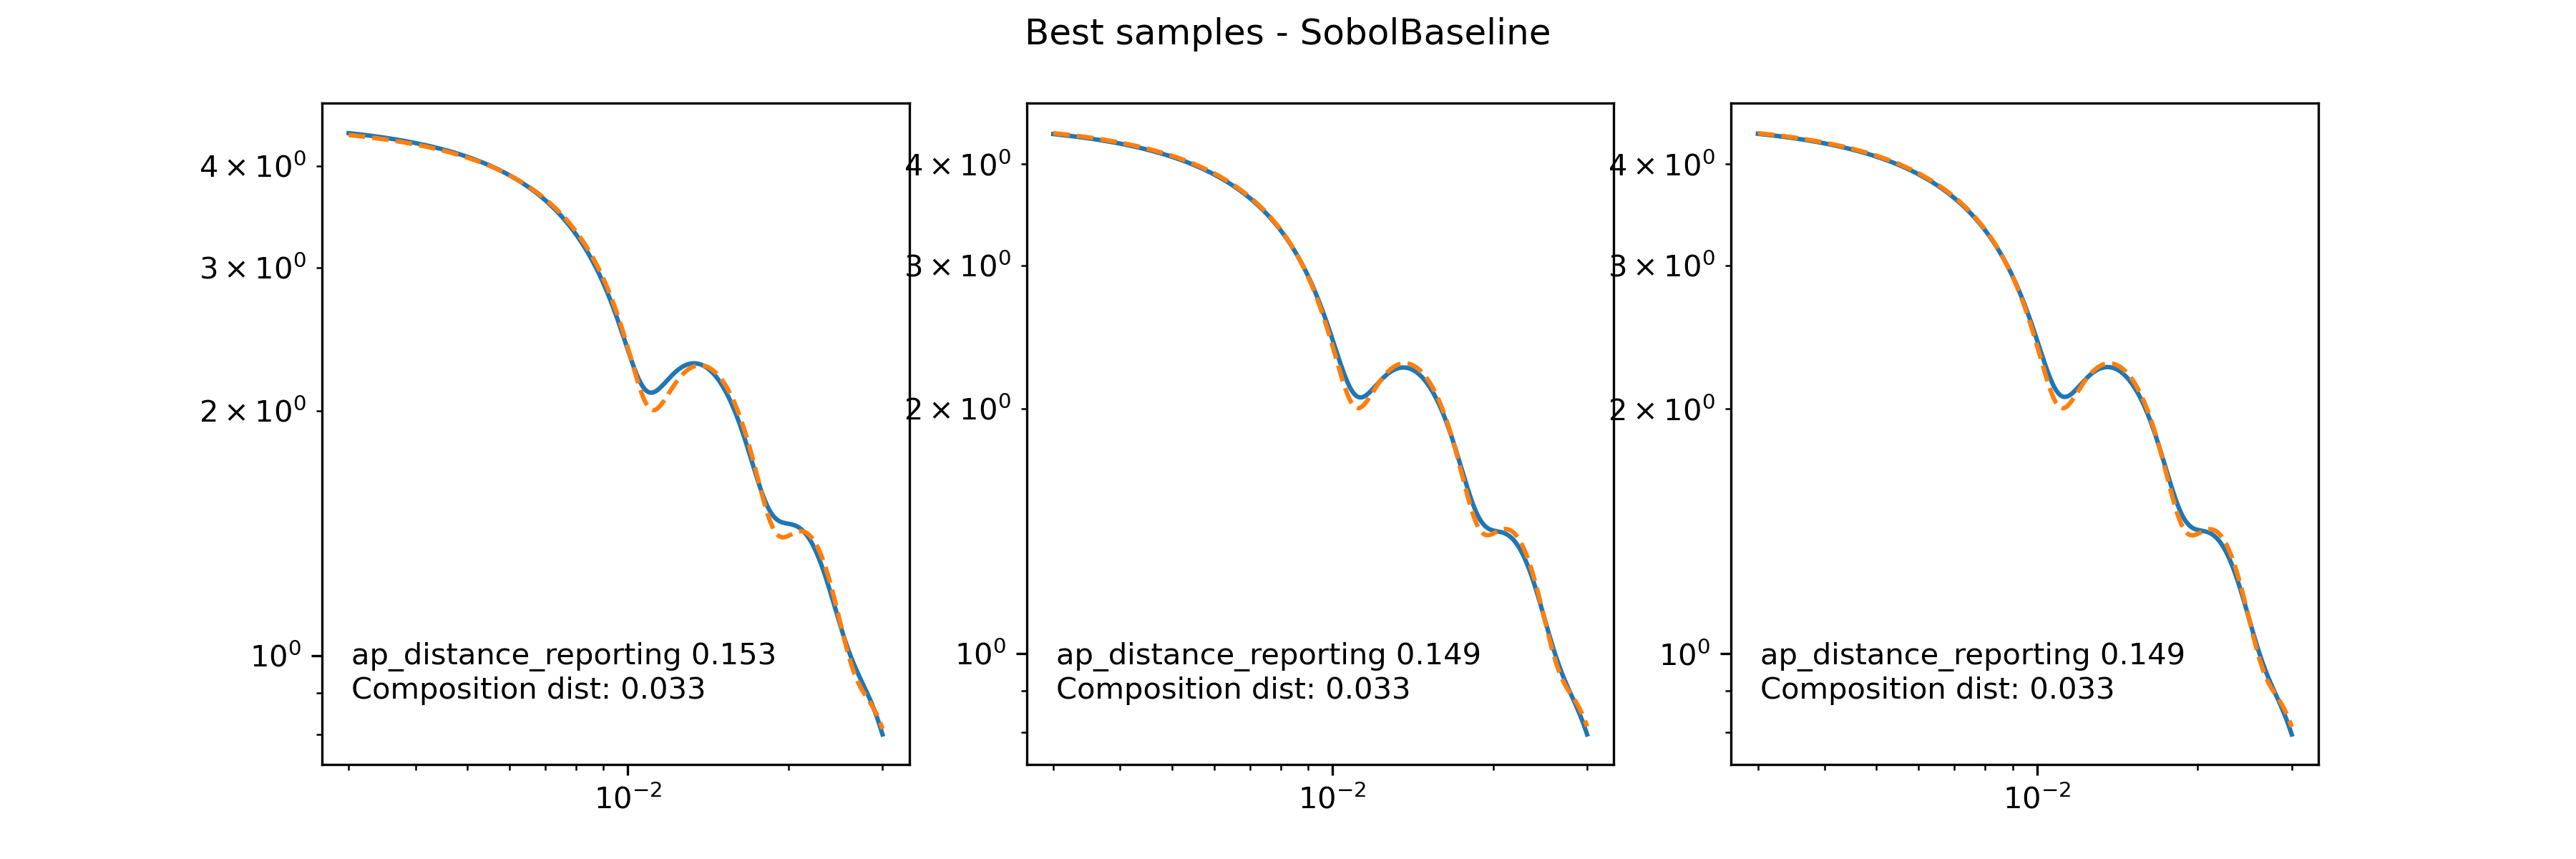 Best samples - SobolBaseline
4 × 10⁰
3 × 10⁰
2 × 10⁰
10⁰
ap_distance_reporting 0.153
Composition dist: 0.033
10⁻²
4 × 10⁰
3 × 10⁰
2 × 10⁰
10⁰
ap_distance_reporting 0.149
Composition dist: 0.033
10⁻²
4 × 10⁰
3 × 10⁰
2 × 10⁰
10⁰
ap_distance_reporting 0.149
Composition dist: 0.033
10⁻²